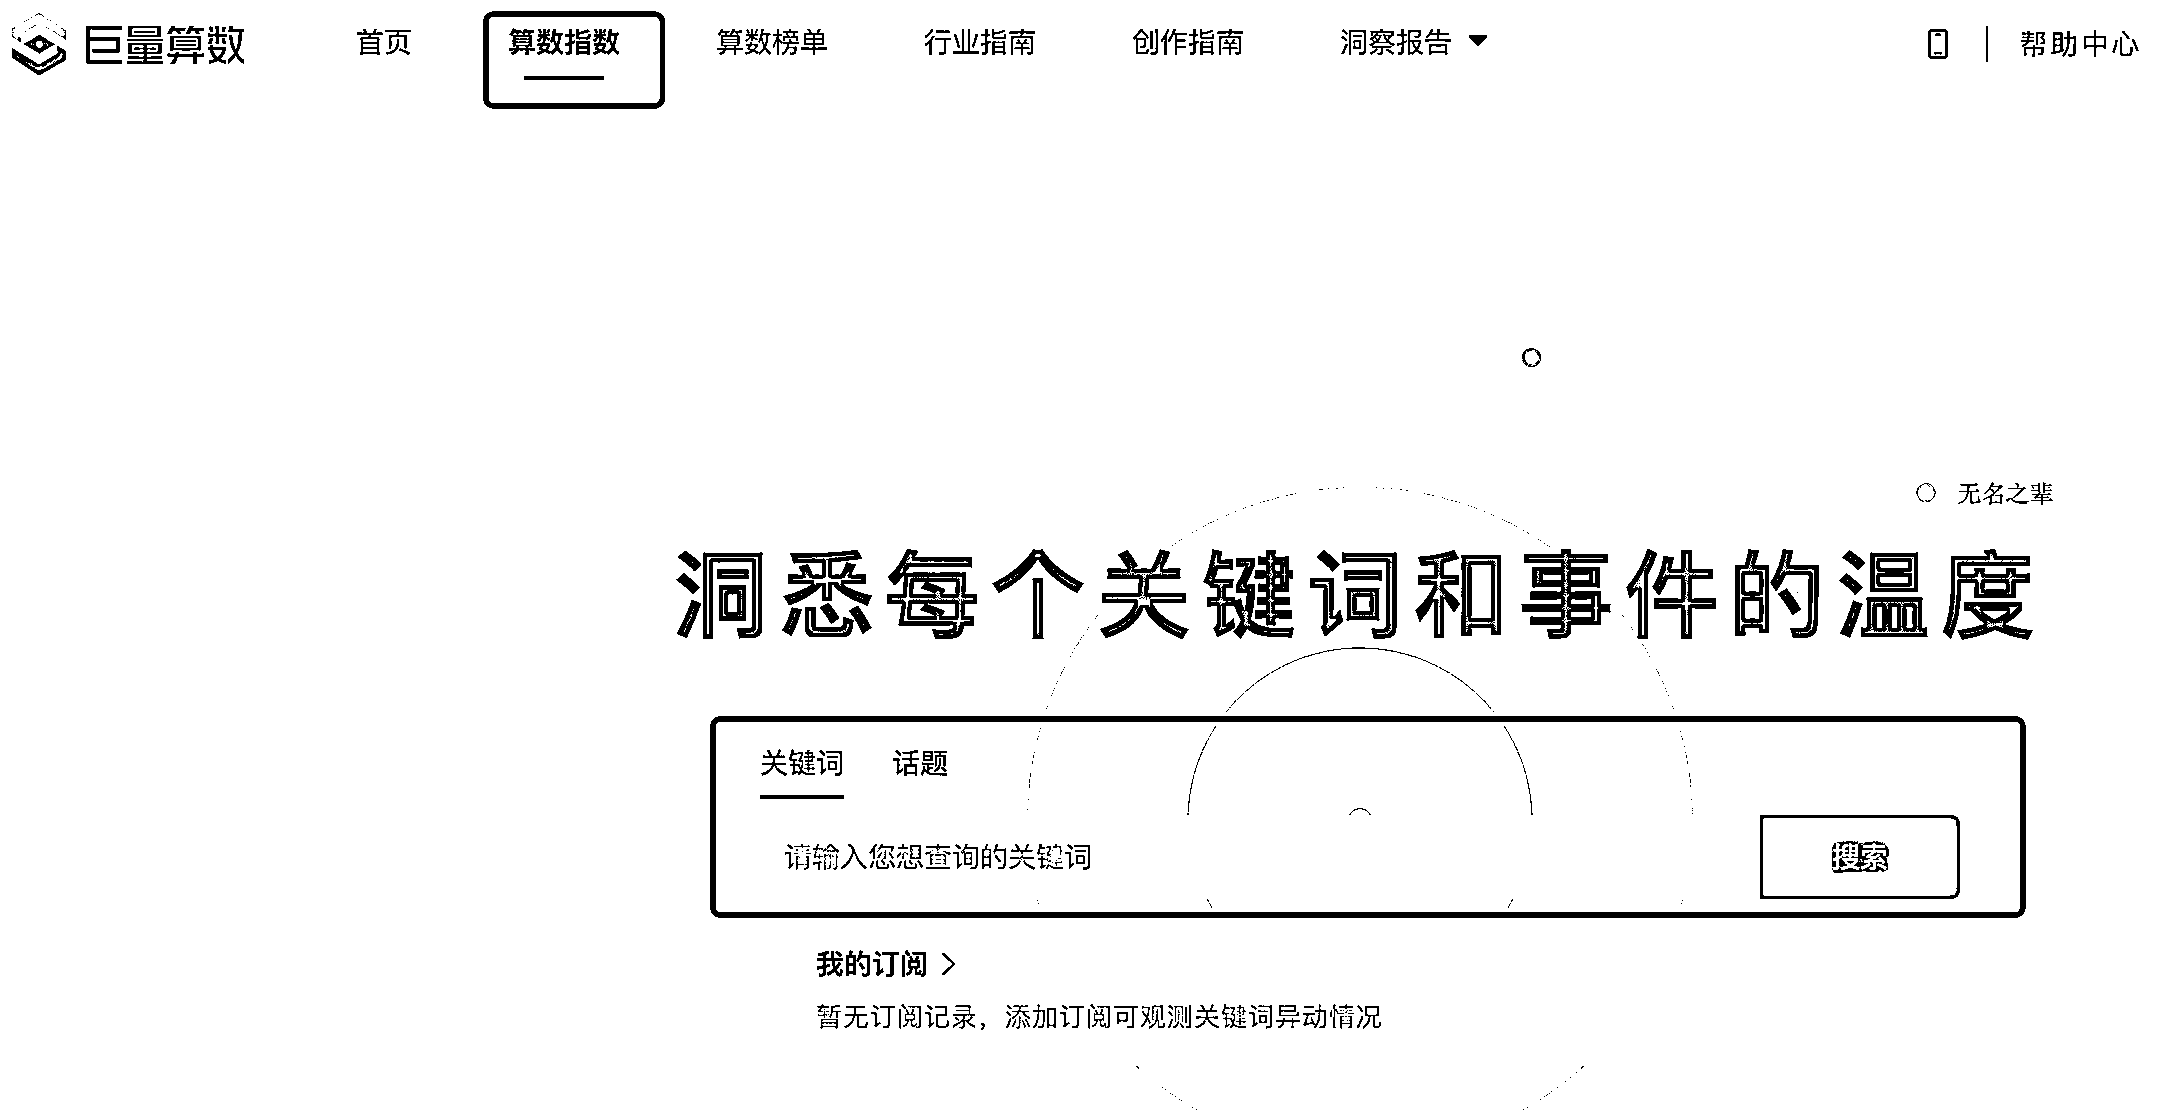 巨量算数 首页 算数指数 算数榜单 行业指南 创作指南 洞察报告 帮助中心
无名之辈
洞悉每个关键词和事件的温度
关键词 话题
请输入您想查询的关键词 搜索
我的订阅
暂无订阅记录，添加订阅可观测关键词异动情况